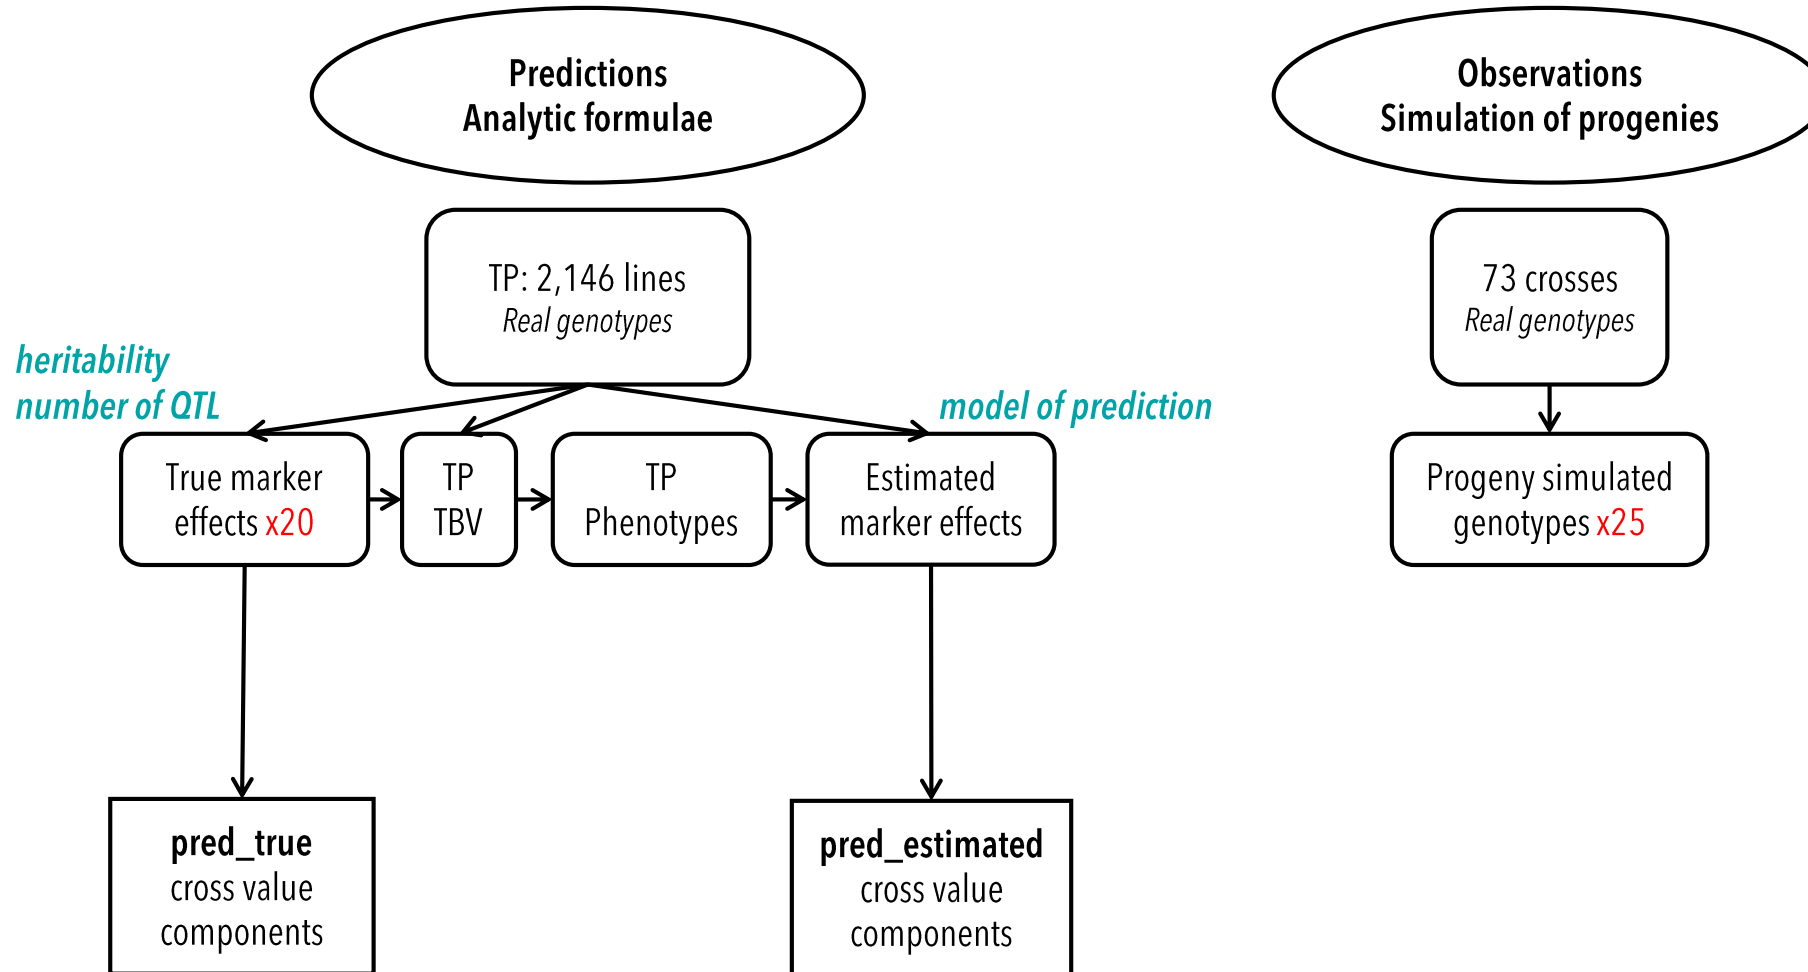 Predictions
Analytic formulae
Observations
Simulation of progenies
TP: 2,146 lines
Real genotypes
73 crosses
Real genotypes
heritability
number of QTL
model of prediction
True marker
effects x20
TP
TBV
TP
Phenotypes
Estimated
marker effects
Progeny simulated
genotypes x25
pred_true
cross value
components
pred_estimated
cross value
components